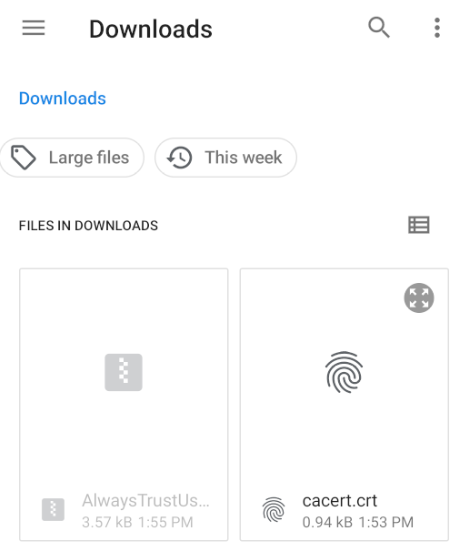 Downloads
Downloads
Large files
This week
FILES IN DOWNLOADS
AlwaysTrustUs...
3.57 kB 1:55 PM
cacert.crt
0.94 kB 1:53 PM